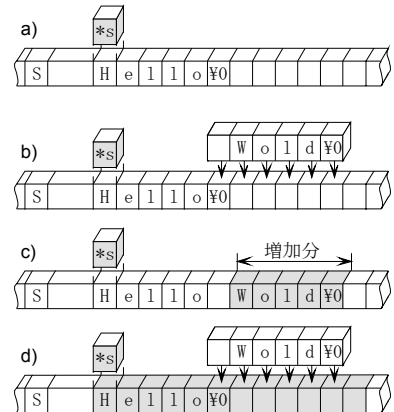 a)
*s
S H e l l o ¥0
b)
*s
W o l d ¥0
S H e l l o ¥0
c)
*s
増加分
S H e l l o W o l d ¥0
d)
*s
W o l d ¥0
S H e l l o ¥0